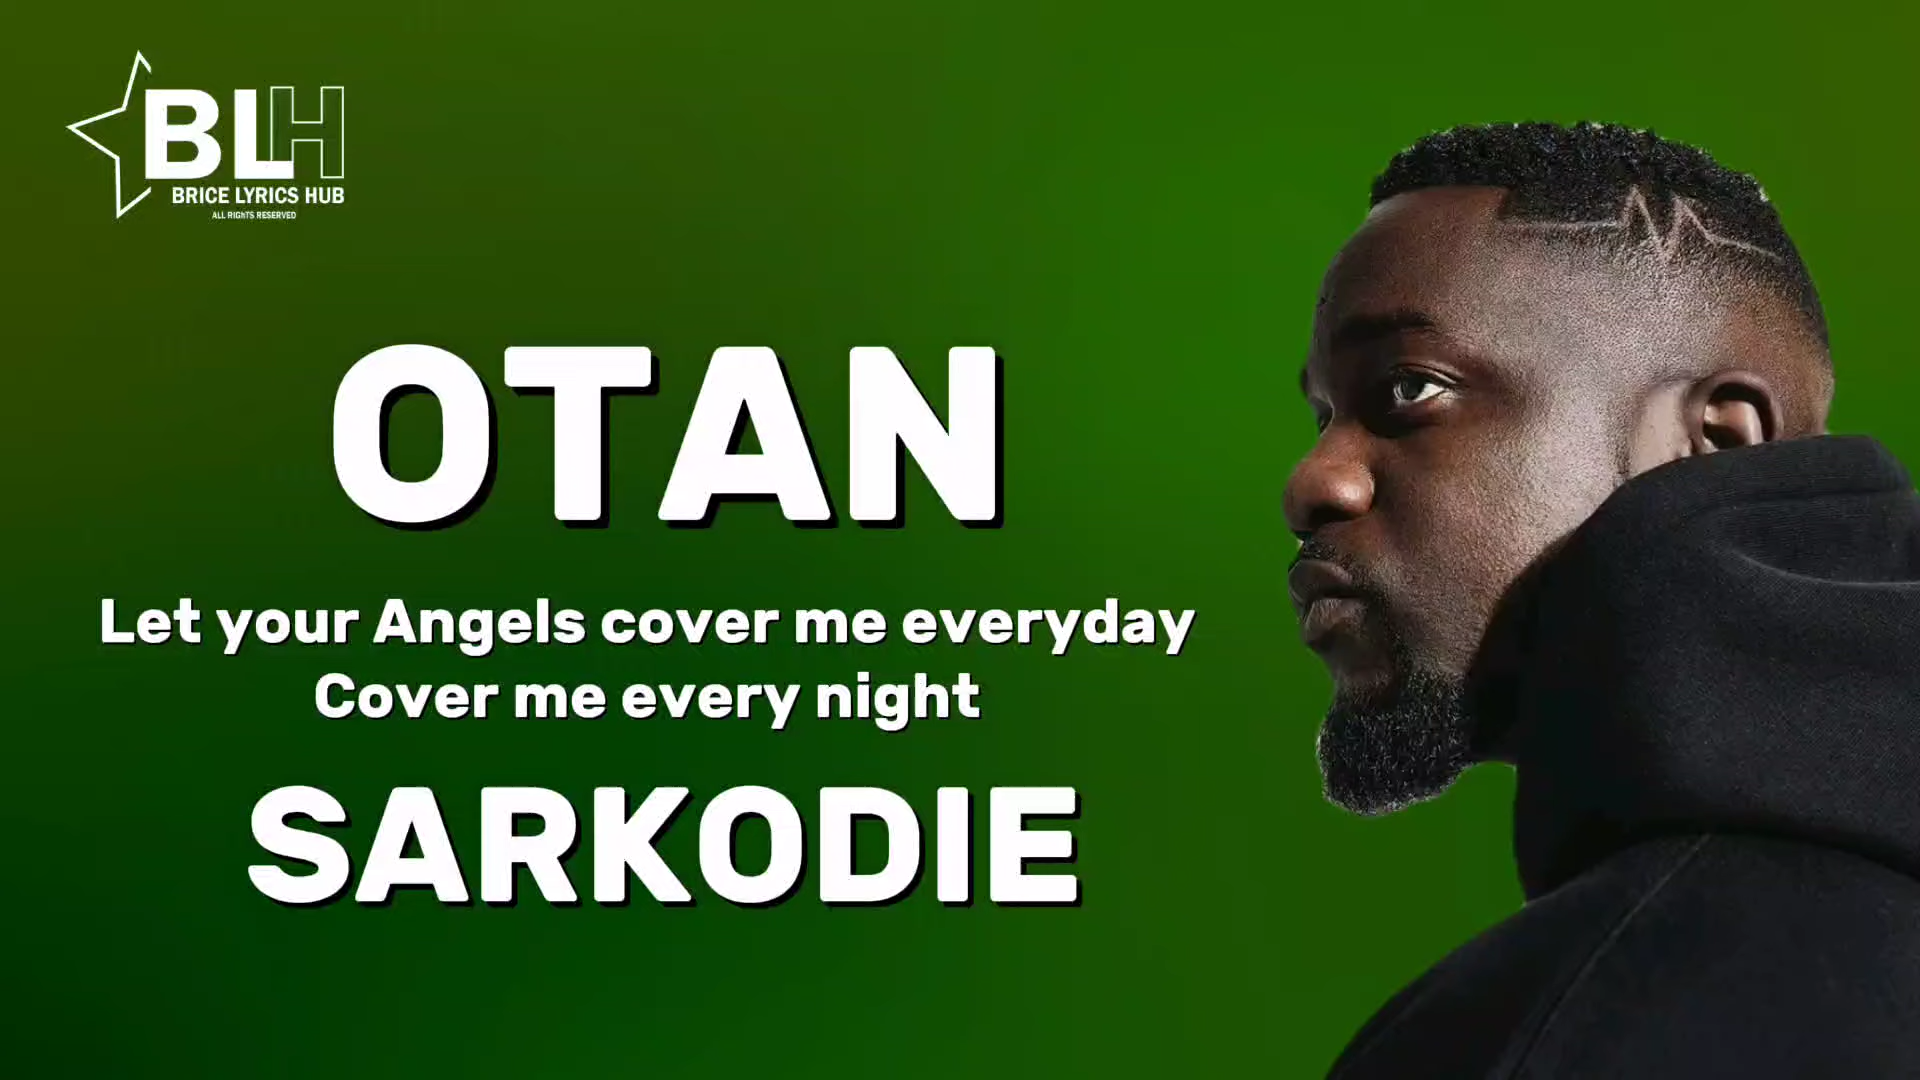 BLH
BRICE LYRICS HUB
ALL RIGHTS RESERVED
OTAN
Let your Angels cover me everyday
Cover me every night
SARKODIE